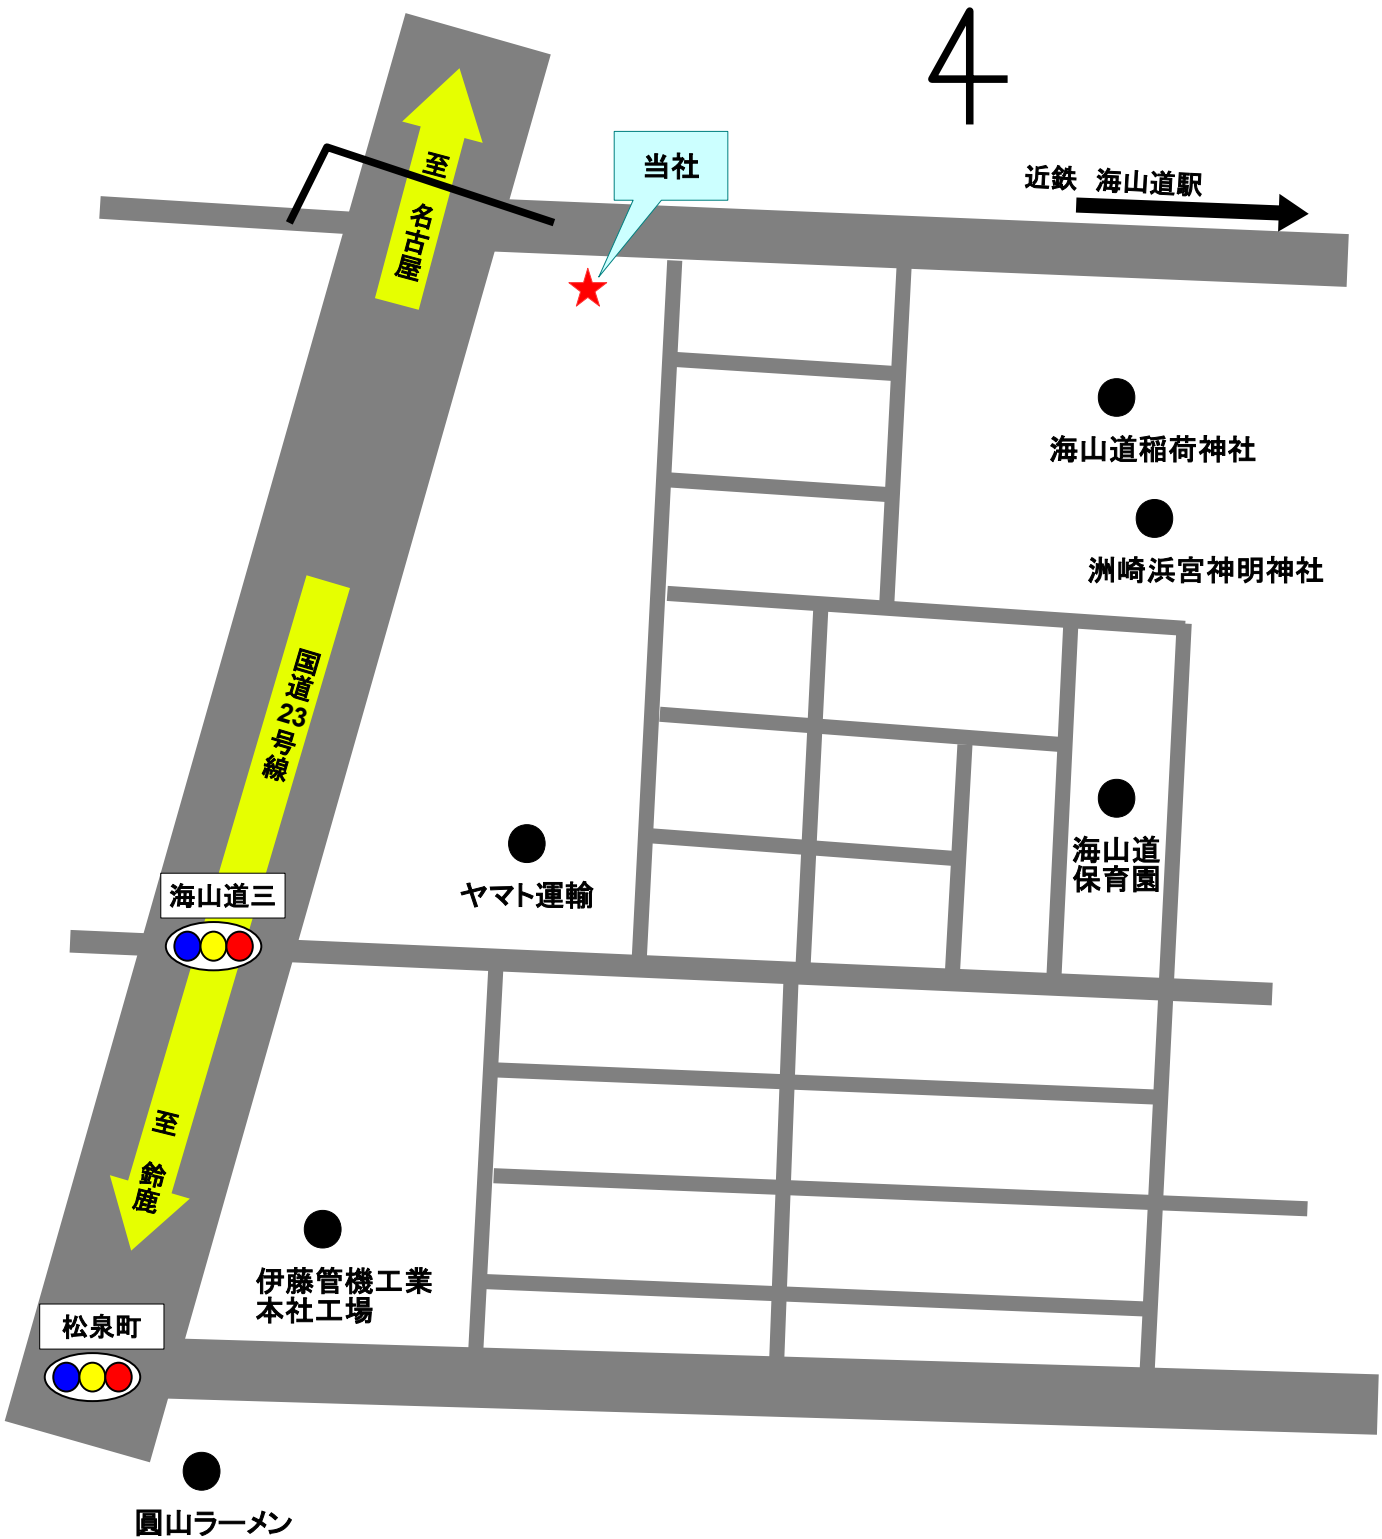 当社
近鉄 海山道駅
至 名古屋
海山道稲荷神社
洲崎浜宮神明神社
国道23号線
海山道
保育園
海山道三
ヤマト運輸
至 鈴鹿
伊藤管機工業
本社工場
松泉町
圓山ラーメン